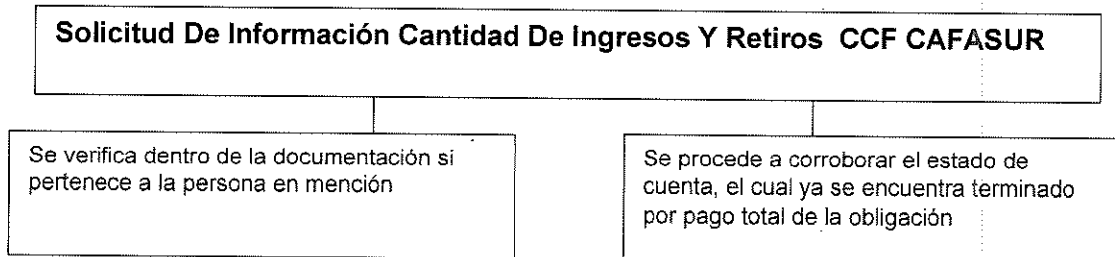 Solicitud De Información Cantidad De Ingresos Y Retiros CCF CAFASUR
Se verifica dentro de la documentación si
pertenece a la persona en mención
Se procede a corroborar el estado de
cuenta, el cual ya se encuentra terminado
por pago total de la obligación